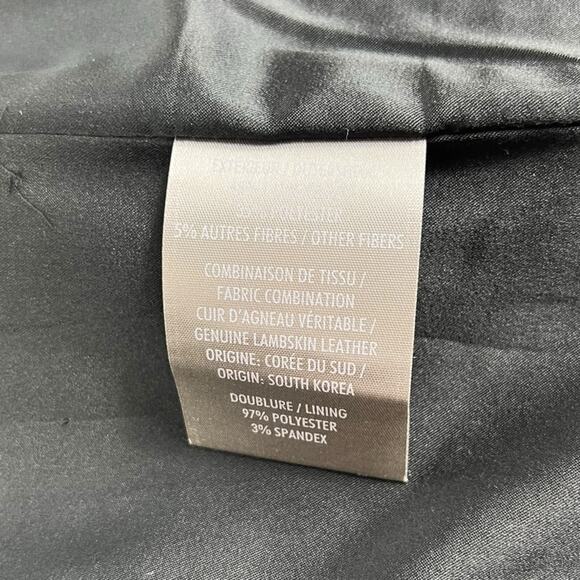 POLYESTER
5% AUTRES FIBRES / OTHER FIBERS
COMBINAISON DE TISSU /
FABRIC COMBINATION
CUIR D'AGNEAU VÉRITABLE /
GENUINE LAMBSKIN LEATHER
ORIGINE: CORÉE DU SUD /
ORIGIN: SOUTH KOREA
DOUBLURE / LINING
97% POLYESTER
3% SPANDEX